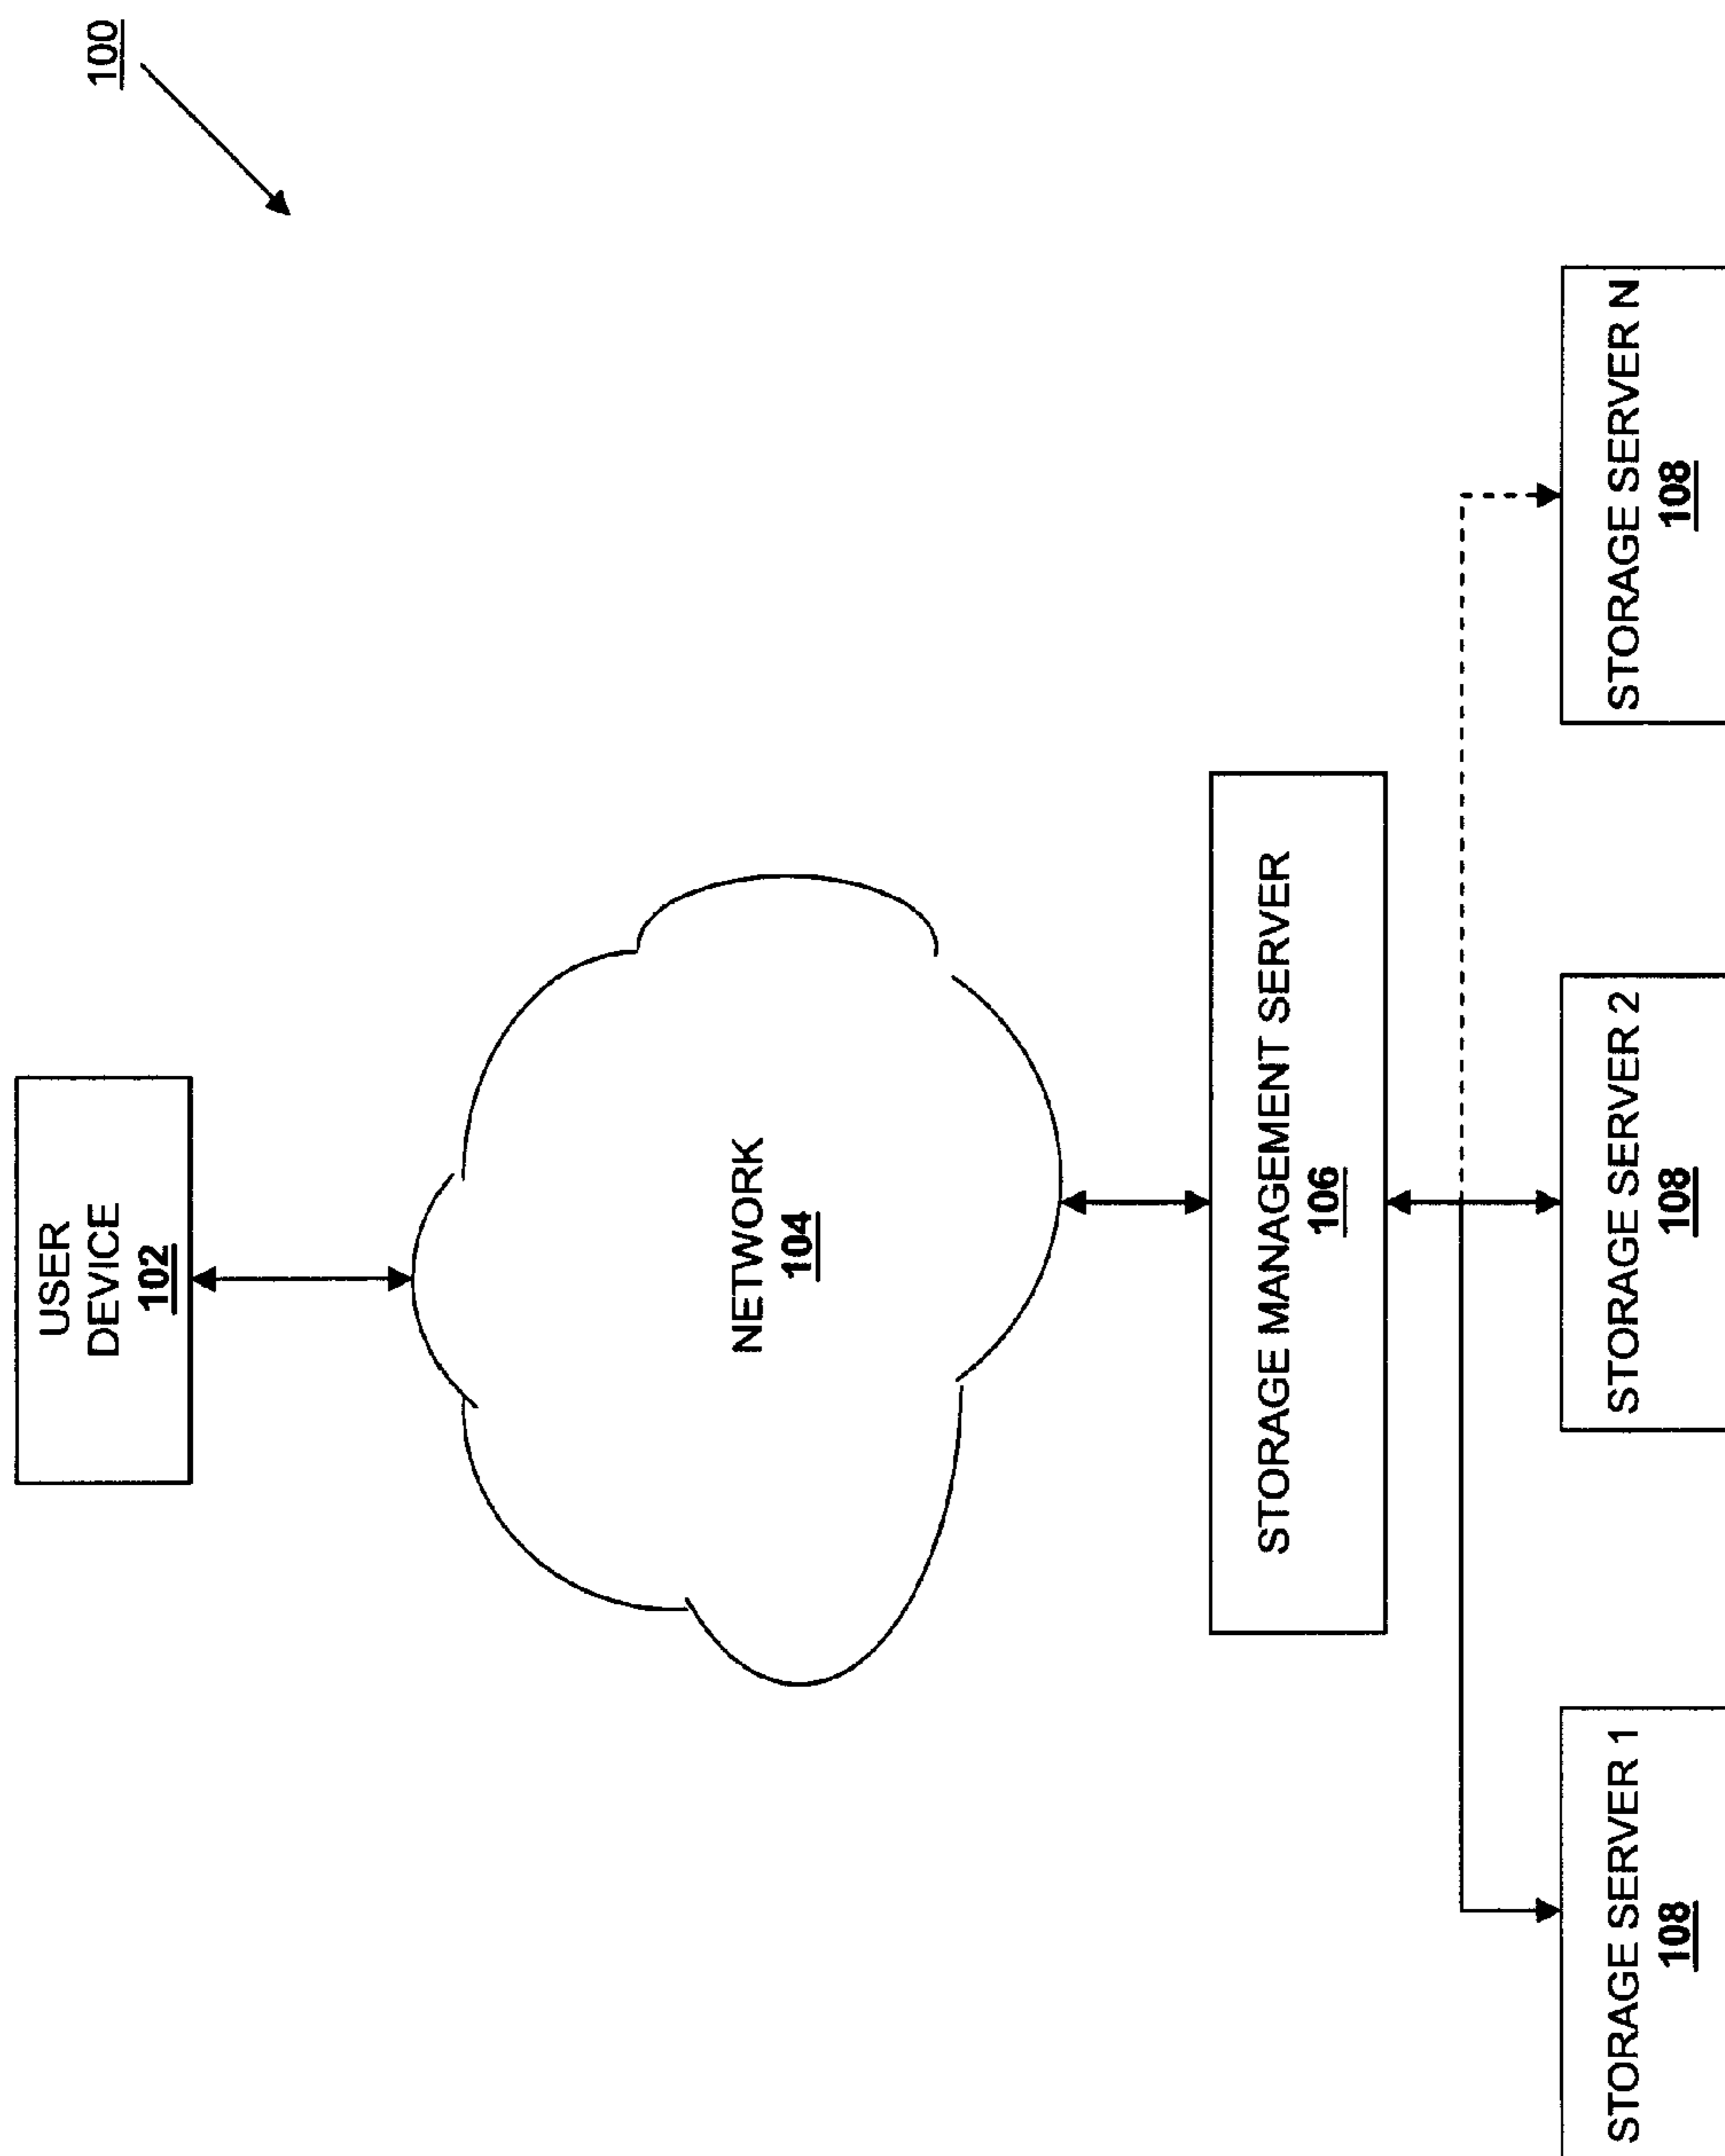 100
USER
DEVICE
102
NETWORK
104
STORAGE MANAGEMENT SERVER
106
STORAGE SERVER 1
108
STORAGE SERVER 2
108
STORAGE SERVER N
108